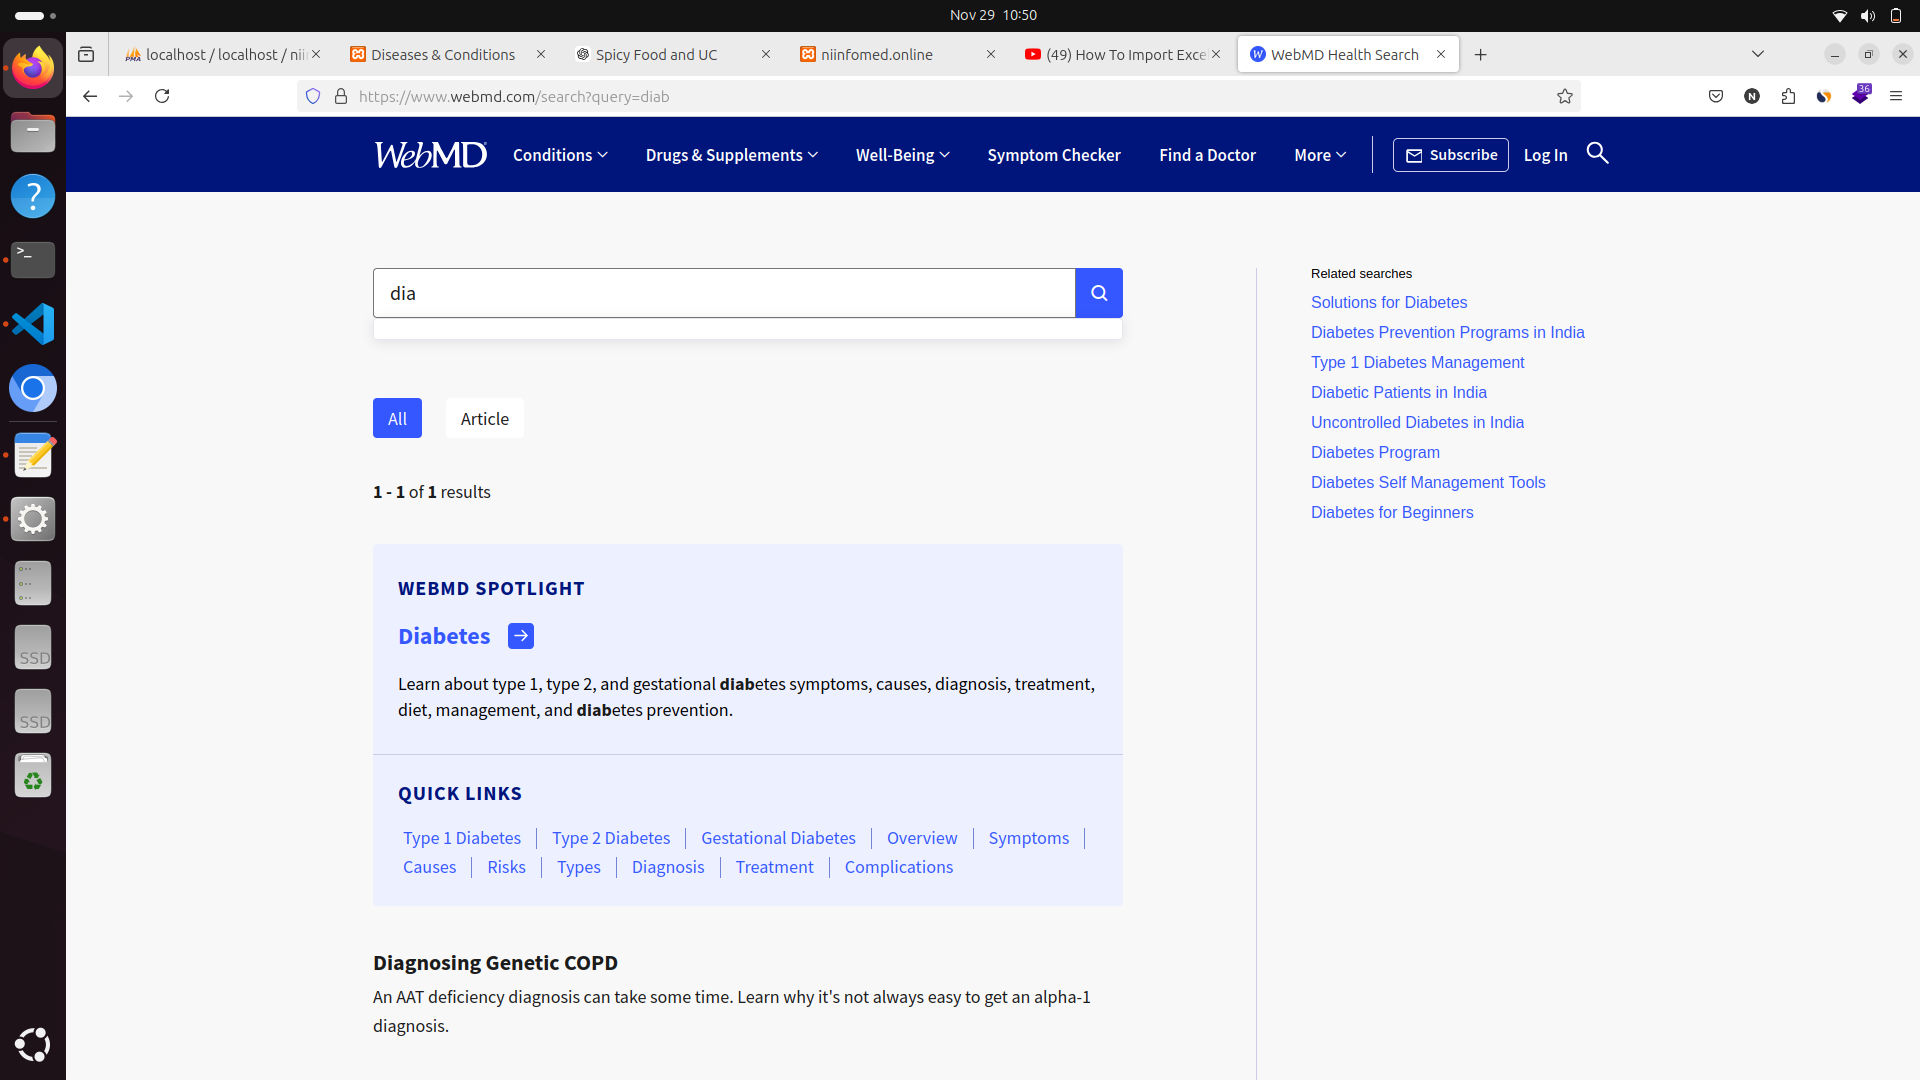 Nov 29 10:50
localhost / localhost / nii
Diseases & Conditions
Spicy Food and UC
niinfomed.online
(49) How To Import Exce
WebMD Health Search
https://www.webmd.com/search?query=diab
N
36
WebMD
Conditions
Drugs & Supplements
Well-Being
Symptom Checker
Find a Doctor
More
Subscribe
Log In
dia
All
Article
1 - 1 of 1 results
WEBMD SPOTLIGHT
Diabetes
Learn about type 1, type 2, and gestational diabetes symptoms, causes, diagnosis, treatment,
diet, management, and diabetes prevention.
QUICK LINKS
Type 1 Diabetes
Type 2 Diabetes
Gestational Diabetes
Overview
Symptoms
Causes
Risks
Types
Diagnosis
Treatment
Complications
Diagnosing Genetic COPD
An AAT deficiency diagnosis can take some time. Learn why it's not always easy to get an alpha-1
diagnosis.
Related searches
Solutions for Diabetes
Diabetes Prevention Programs in India
Type 1 Diabetes Management
Diabetic Patients in India
Uncontrolled Diabetes in India
Diabetes Program
Diabetes Self Management Tools
Diabetes for Beginners
?
>_
SSD
SSD